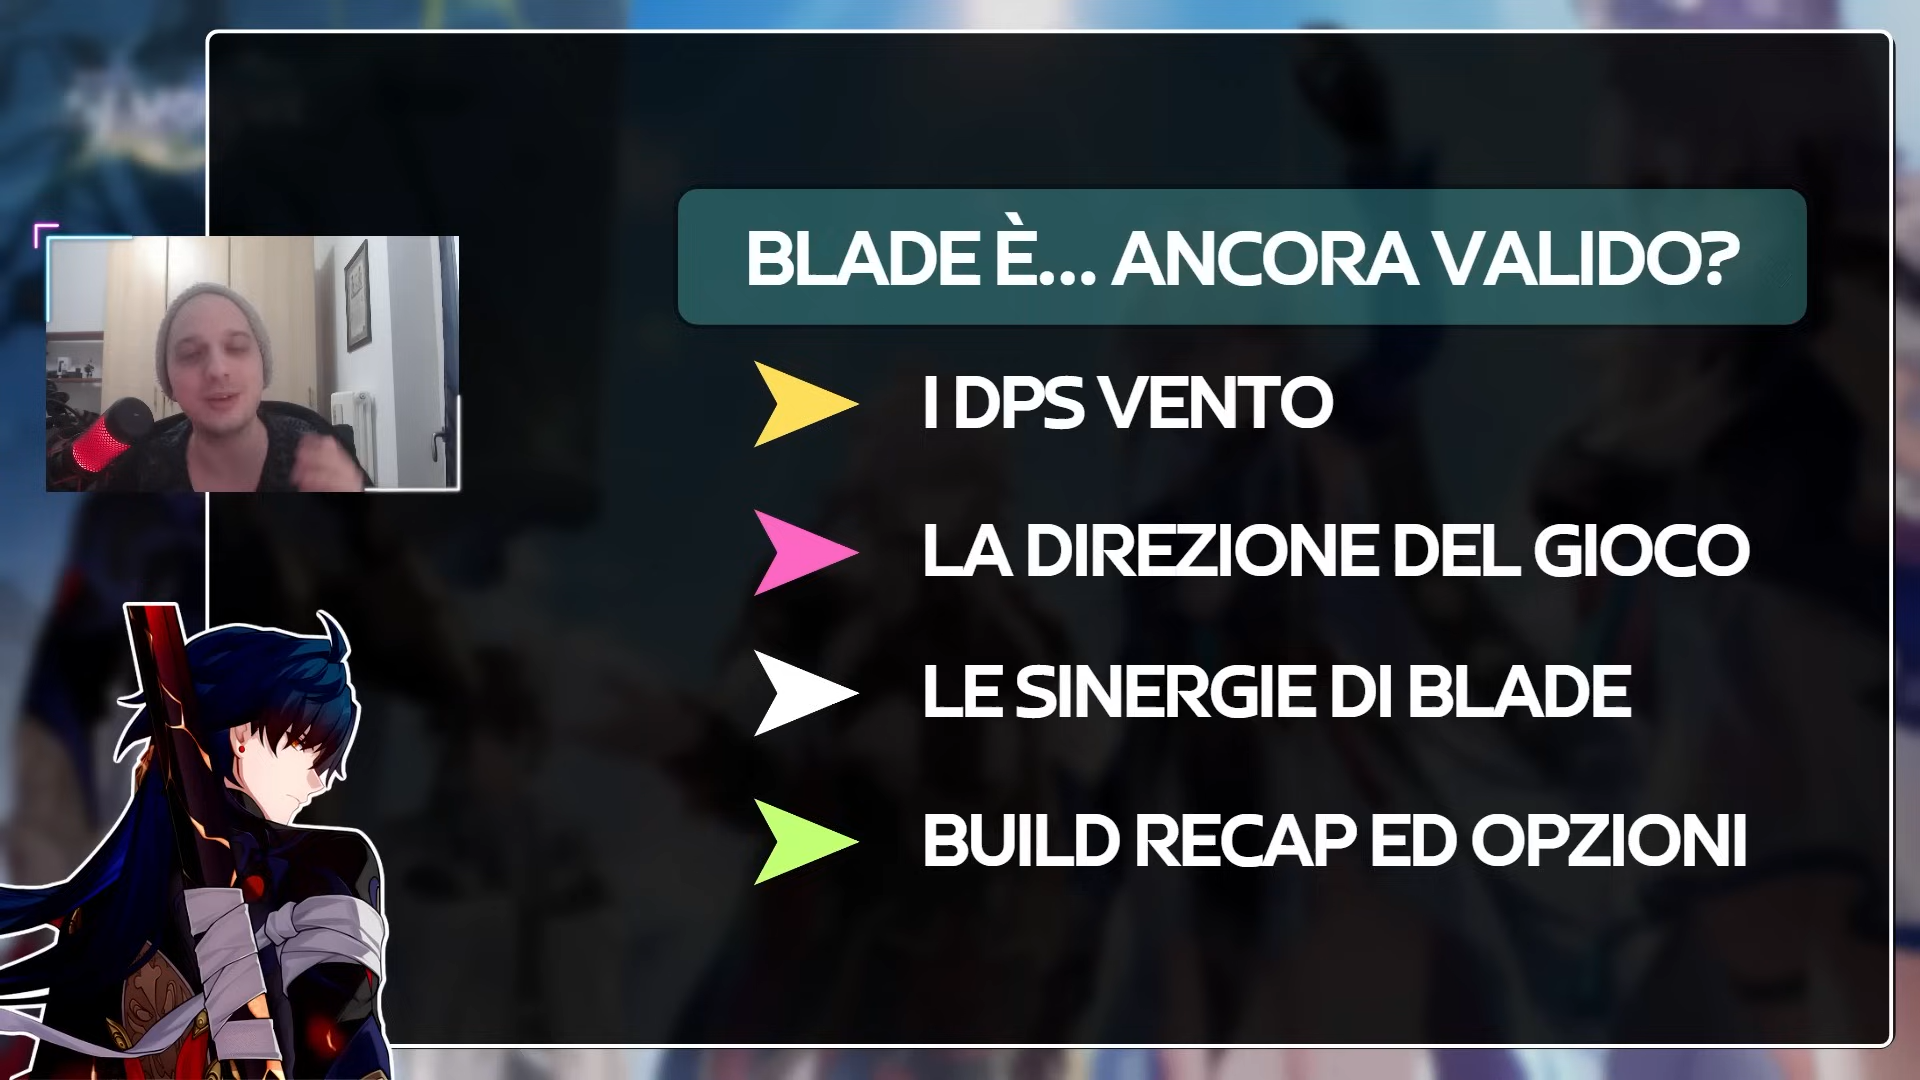 BLADE È... ANCORA VALIDO?
I DPS VENTO
LA DIREZIONE DEL GIOCO
LE SINERGIE DI BLADE
BUILD RECAP ED OPZIONI